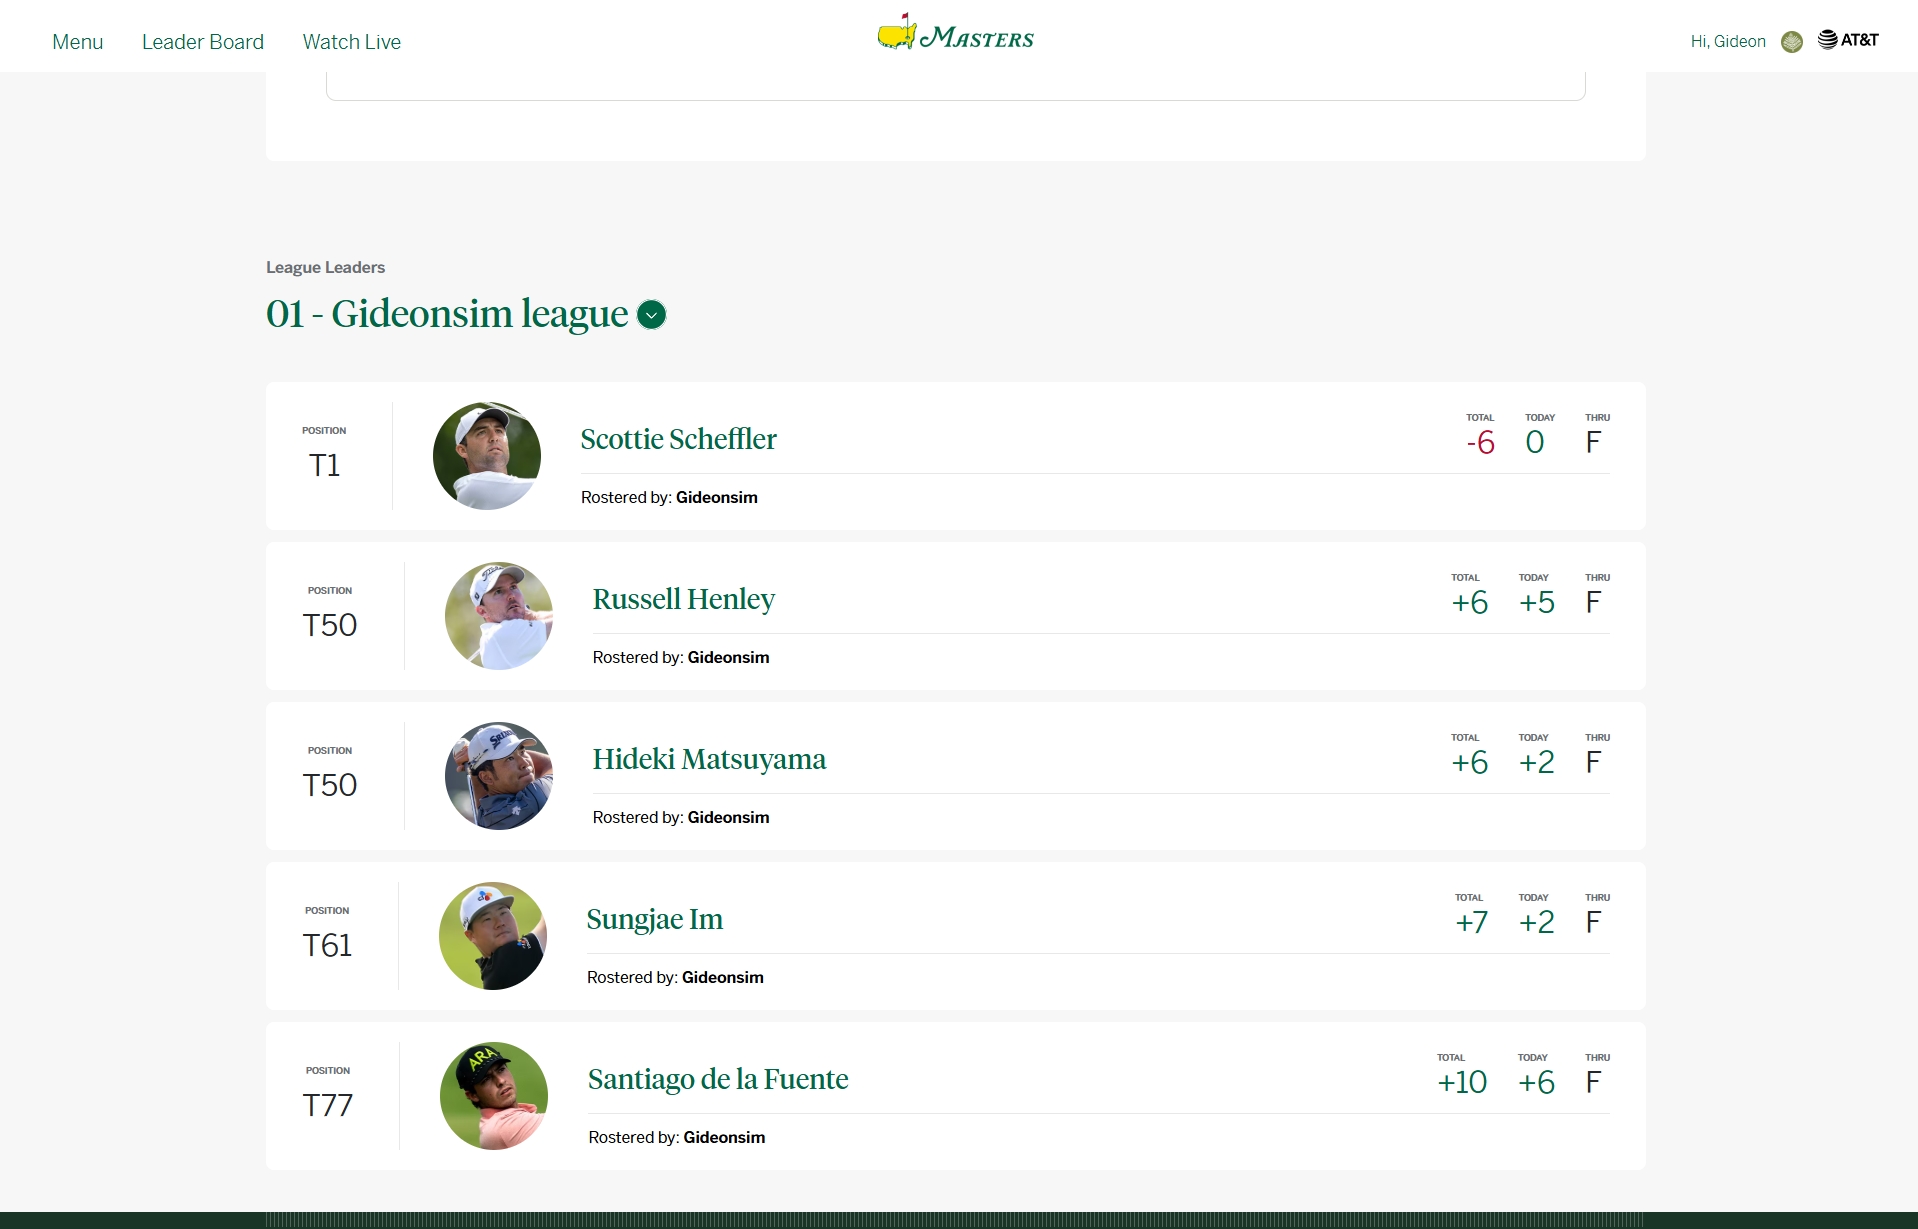 Menu Leader Board Watch Live MASTERS Hi, Gideon AT&T
League Leaders
01 - Gideonsim league
POSITION
T1
Scottie Scheffler
TOTAL TODAY THRU
-6 0 F
Rostered by: Gideonsim
POSITION
T50
Russell Henley
TOTAL TODAY THRU
+6 +5 F
Rostered by: Gideonsim
POSITION
T50
SRIXON
Hideki Matsuyama
TOTAL TODAY THRU
+6 +2 F
Rostered by: Gideonsim
POSITION
T61
Sungjae Im
TOTAL TODAY THRU
+7 +2 F
Rostered by: Gideonsim
POSITION
T77
ARA
Santiago de la Fuente
TOTAL TODAY THRU
+10 +6 F
Rostered by: Gideonsim